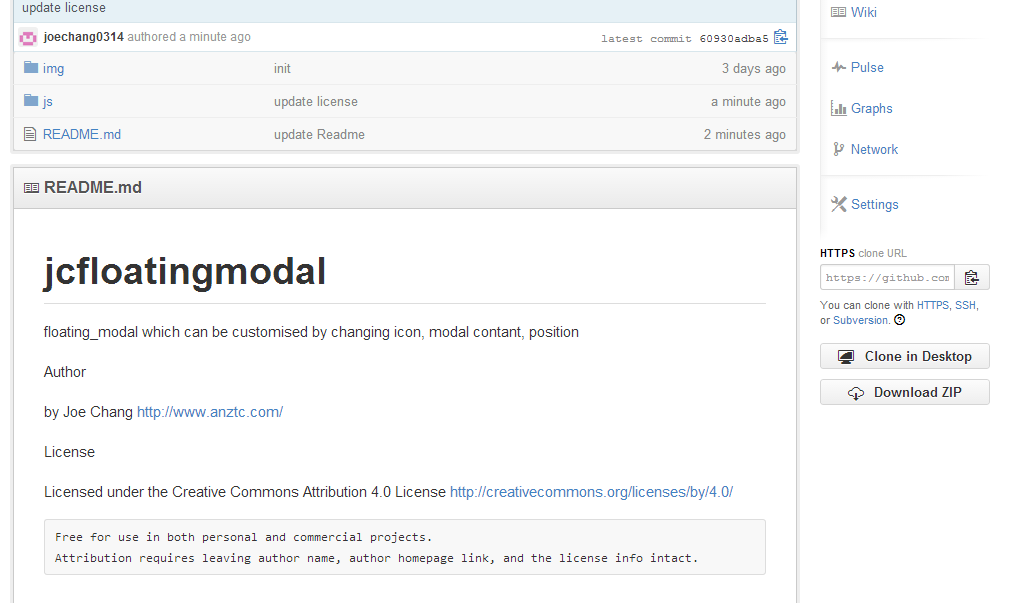 update license
joechang0314 authored a minute ago
latest commit 60930adba5
img init 3 days ago
js update license a minute ago
README.md update Readme 2 minutes ago
README.md
jcfloatingmodal
floating_modal which can be customised by changing icon, modal contant, position
Author
by Joe Chang http://www.anztc.com/
License
Licensed under the Creative Commons Attribution 4.0 License http://creativecommons.org/licenses/by/4.0/
Free for use in both personal and commercial projects.
Attribution requires leaving author name, author homepage link, and the license info intact.
Wiki
Pulse
Graphs
Network
Settings
HTTPS clone URL
https://github.com
You can clone with HTTPS, SSH,
or Subversion.
Clone in Desktop
Download ZIP